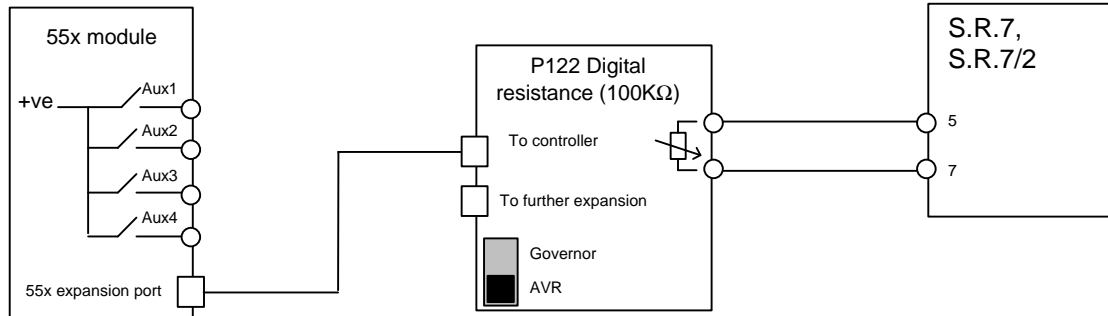 55x module
+ve
Aux1
Aux2
Aux3
Aux4
55x expansion port
P122 Digital
resistance (100KΩ)
To controller
To further expansion
Governor
AVR
S.R.7,
S.R.7/2
5
7